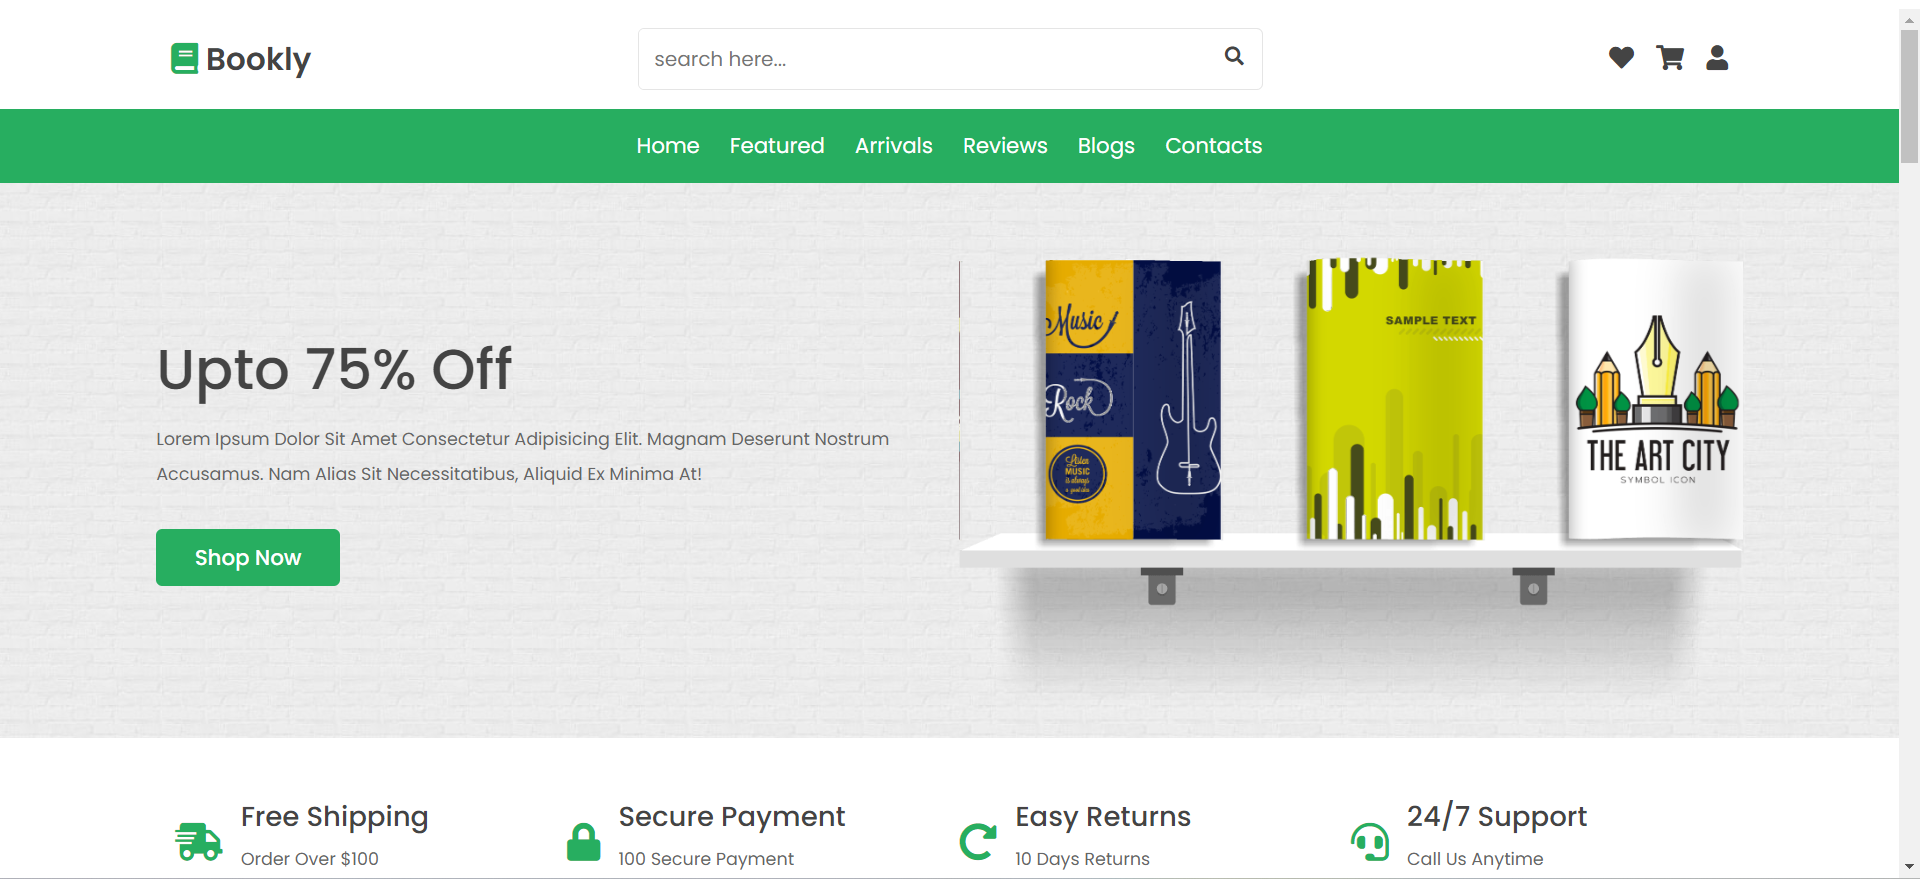 Bookly
search here...
Home Featured Arrivals Reviews Blogs Contacts
Upto 75% Off
Lorem Ipsum Dolor Sit Amet Consectetur Adipisicing Elit. Magnam Deserunt Nostrum
Accusamus. Nam Alias Sit Necessitatibus, Aliquid Ex Minima At!
Shop Now
Music
Rock
Listen
MUSIC
is always
a good idea
SAMPLE TEXT
THE ART CITY
SYMBOL ICON
Free Shipping
Order Over $100
Secure Payment
100 Secure Payment
Easy Returns
10 Days Returns
24/7 Support
Call Us Anytime